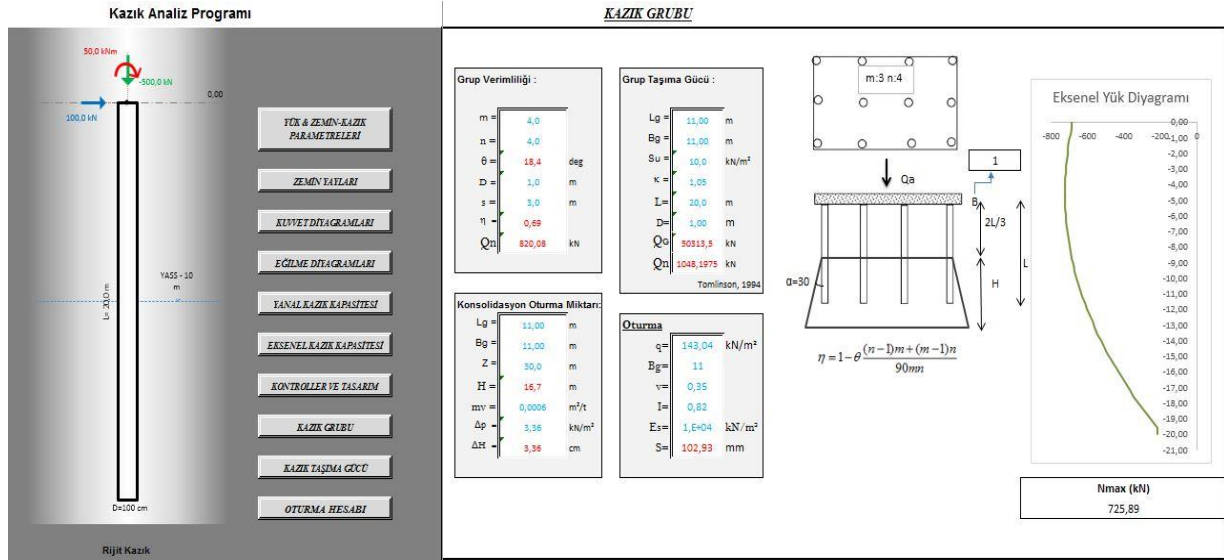 Kazık Analiz Programı
50,0 kNm
-500,0 kN
0,00
100,0 kN
YASS - 10
m
L= 20,0 m
D=100 cm
Rijit Kazık
YÜK & ZEMİN-KAZIK
PARAMETRELERİ
ZEMİN YAYLARI
KUVVET DİYAGRAMLARI
EĞİLME DİYAGRAMLARI
YANAL KAZIK KAPASİTESİ
EKSENEL KAZIK KAPASİTESİ
KONTROLLER VE TASARIM
KAZIK GRUBU
KAZIK TAŞIMA GÜCÜ
OTURMA HESABI
KAZIK GRUBU
Grup Verimliliği :
m = 4,0
n = 4,0
θ = 18,4 deg
D = 1,0 m
s = 3,0 m
η = 0,69
Qn 820,08 kN
Grup Taşıma Gücü :
Lg = 11,00 m
Bg = 11,00 m
Su = 10,0 kN/m²
κ = 1,05
L= 20,0 m
D= 1,00 m
QG 50313,5 kN
Qn 1048,1975 kN
Tomlinson, 1994
Konsolidasyon Oturma Miktarı:
Lg = 11,00 m
Bg = 11,00 m
Z = 30,0 m
H = 16,7 m
mv = 0,0006 m²/t
Δp = 3,36 kN/m²
ΔH = 3,36 cm
Oturma
q= 143,04 kN/m²
Bg= 11
v= 0,35
I= 0,82
Es= 1,E+04 kN/m²
S= 102,93 mm
m:3 n:4
Qa
1
B
2L/3
L
H
α=30
η = 1 - θ (n-1)m + (m-1)n
90mn
Eksenel Yük Diyagramı
-800 -600 -400 -200 0
0,00
-1,00
-2,00
-3,00
-4,00
-5,00
-6,00
-7,00
-8,00
-9,00
-10,00
-11,00
-12,00
-13,00
-14,00
-15,00
-16,00
-17,00
-18,00
-19,00
-20,00
-21,00
Nmax (kN)
725,89